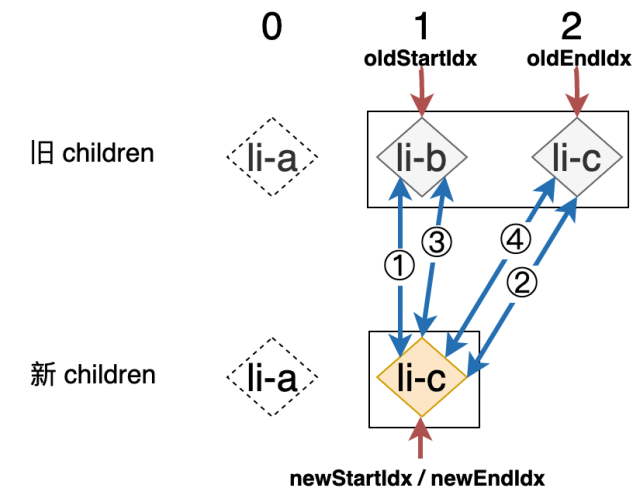 0 1 2
oldStartIdx oldEndIdx
旧 children li-a li-b li-c
① ③ ④ ②
新 children li-a li-c
newStartIdx / newEndIdx